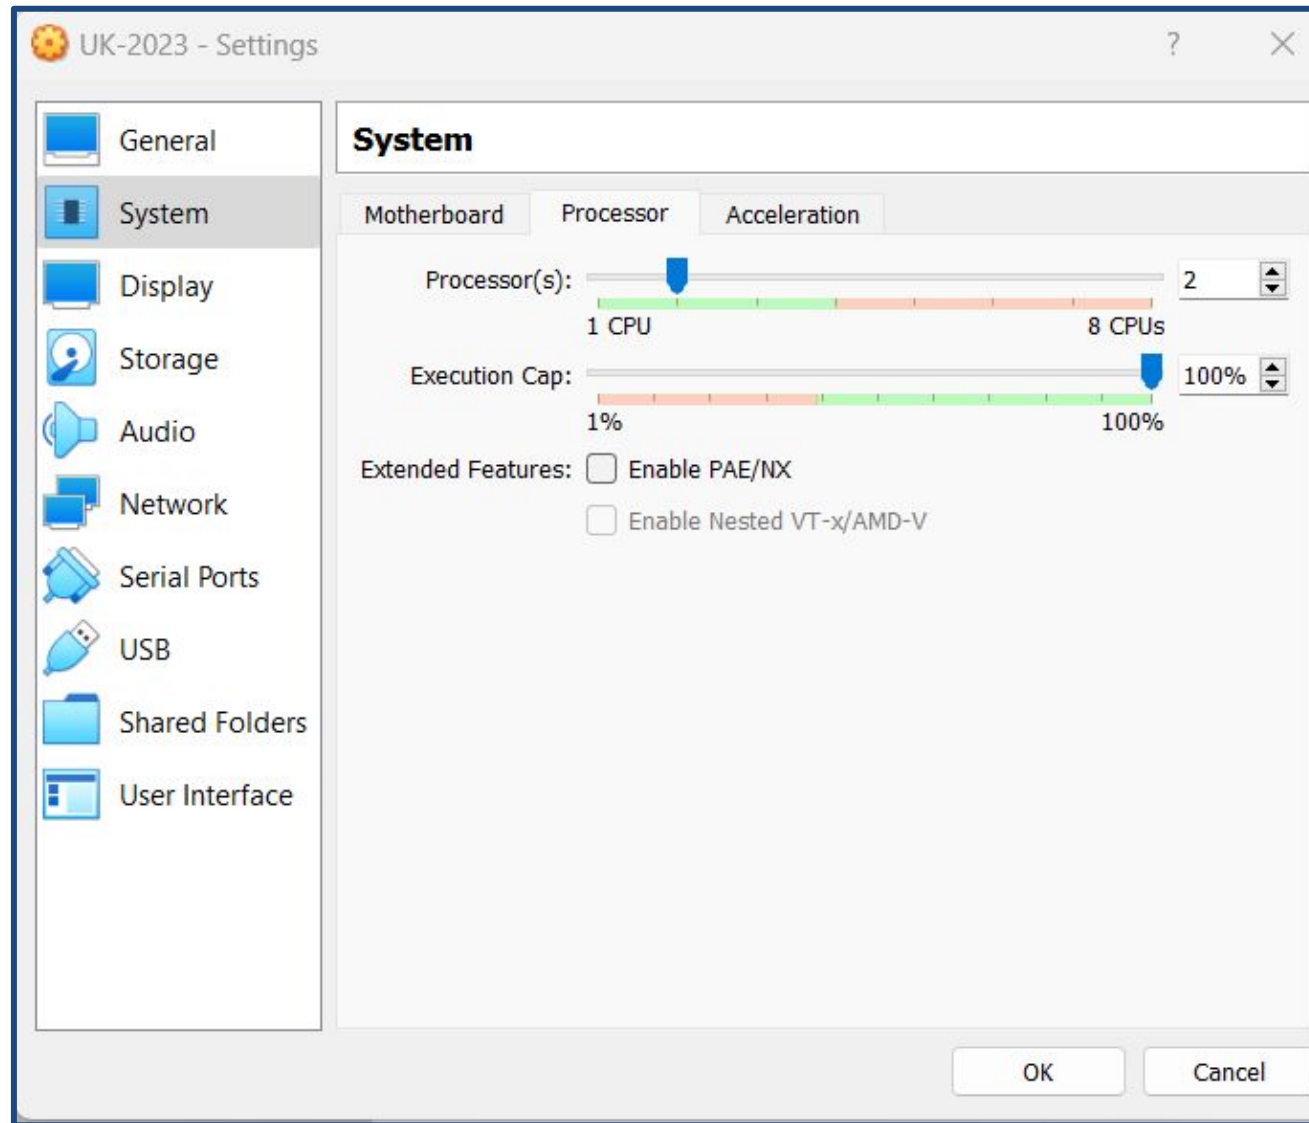 UK-2023 - Settings
?
General
System
Display
Storage
Audio
Network
Serial Ports
USB
Shared Folders
User Interface
System
Motherboard Processor Acceleration
Processor(s): 2
1 CPU 8 CPUs
Execution Cap: 100%
1% 100%
Extended Features: Enable PAE/NX
Enable Nested VT-x/AMD-V
OK Cancel